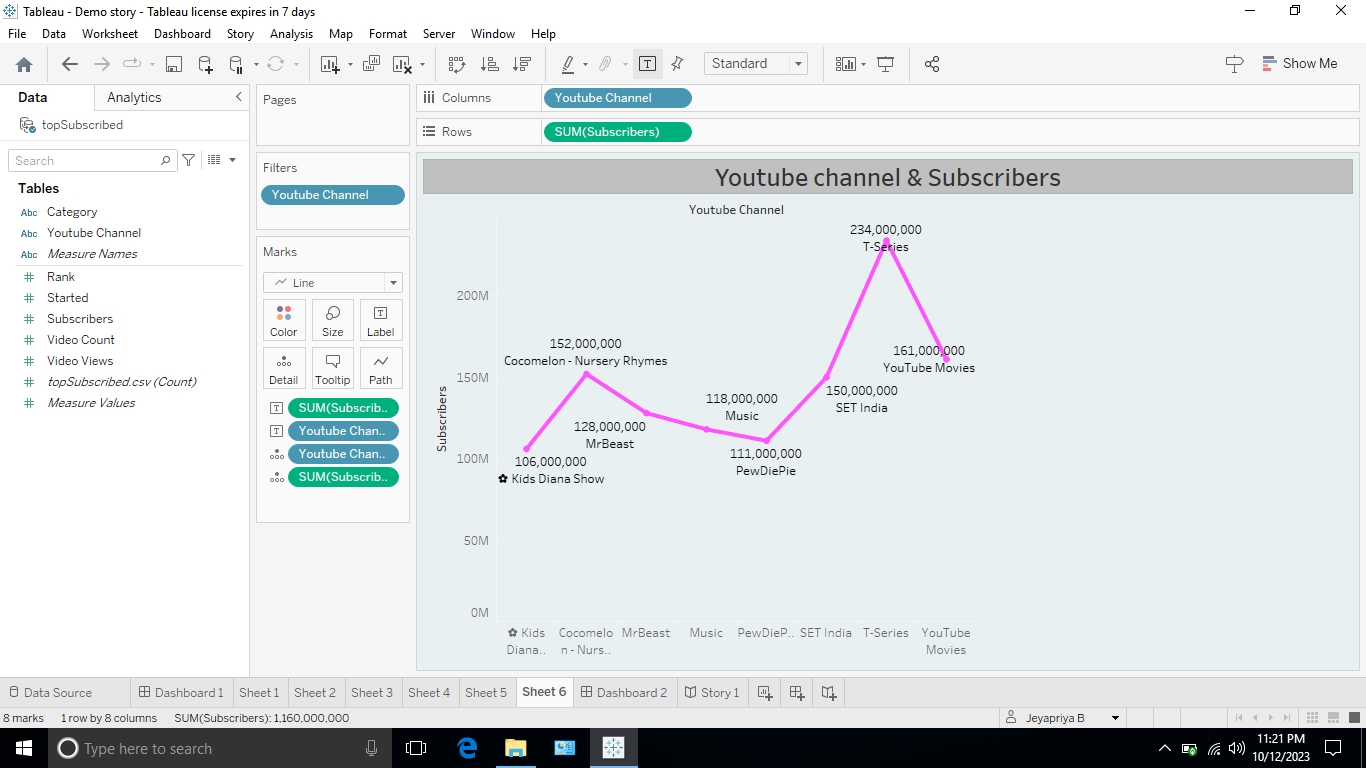 Tableau - Demo story - Tableau license expires in 7 days
File Data Worksheet Dashboard Story Analysis Map Format Server Window Help
Standard
Show Me
Data Analytics
topSubscribed
Search
Tables
Abc Category
Abc Youtube Channel
Abc Measure Names
# Rank
# Started
# Subscribers
# Video Count
# Video Views
# topSubscribed.csv (Count)
# Measure Values
Pages
Filters
Youtube Channel
Marks
Line
Color Size Label
Detail Tooltip Path
SUM(Subscrib..
Youtube Chan..
Youtube Chan..
SUM(Subscrib..
Columns Youtube Channel
Rows SUM(Subscribers)
Youtube channel & Subscribers
Youtube Channel
Subscribers
200M
150M
100M
50M
0M
106,000,000
✿ Kids Diana Show
152,000,000
Cocomelon - Nursery Rhymes
128,000,000
MrBeast
118,000,000
Music
111,000,000
PewDiePie
150,000,000
SET India
234,000,000
T-Series
161,000,000
YouTube Movies
✿ Kids Cocomelo MrBeast Music PewDieP.. SET India T-Series YouTube
Diana.. n - Nurs.. Movies
Data Source Dashboard 1 Sheet 1 Sheet 2 Sheet 3 Sheet 4 Sheet 5 Sheet 6 Dashboard 2 Story 1
8 marks 1 row by 8 columns SUM(Subscribers): 1,160,000,000 Jeyapriya B
Type here to search
11:21 PM
10/12/2023